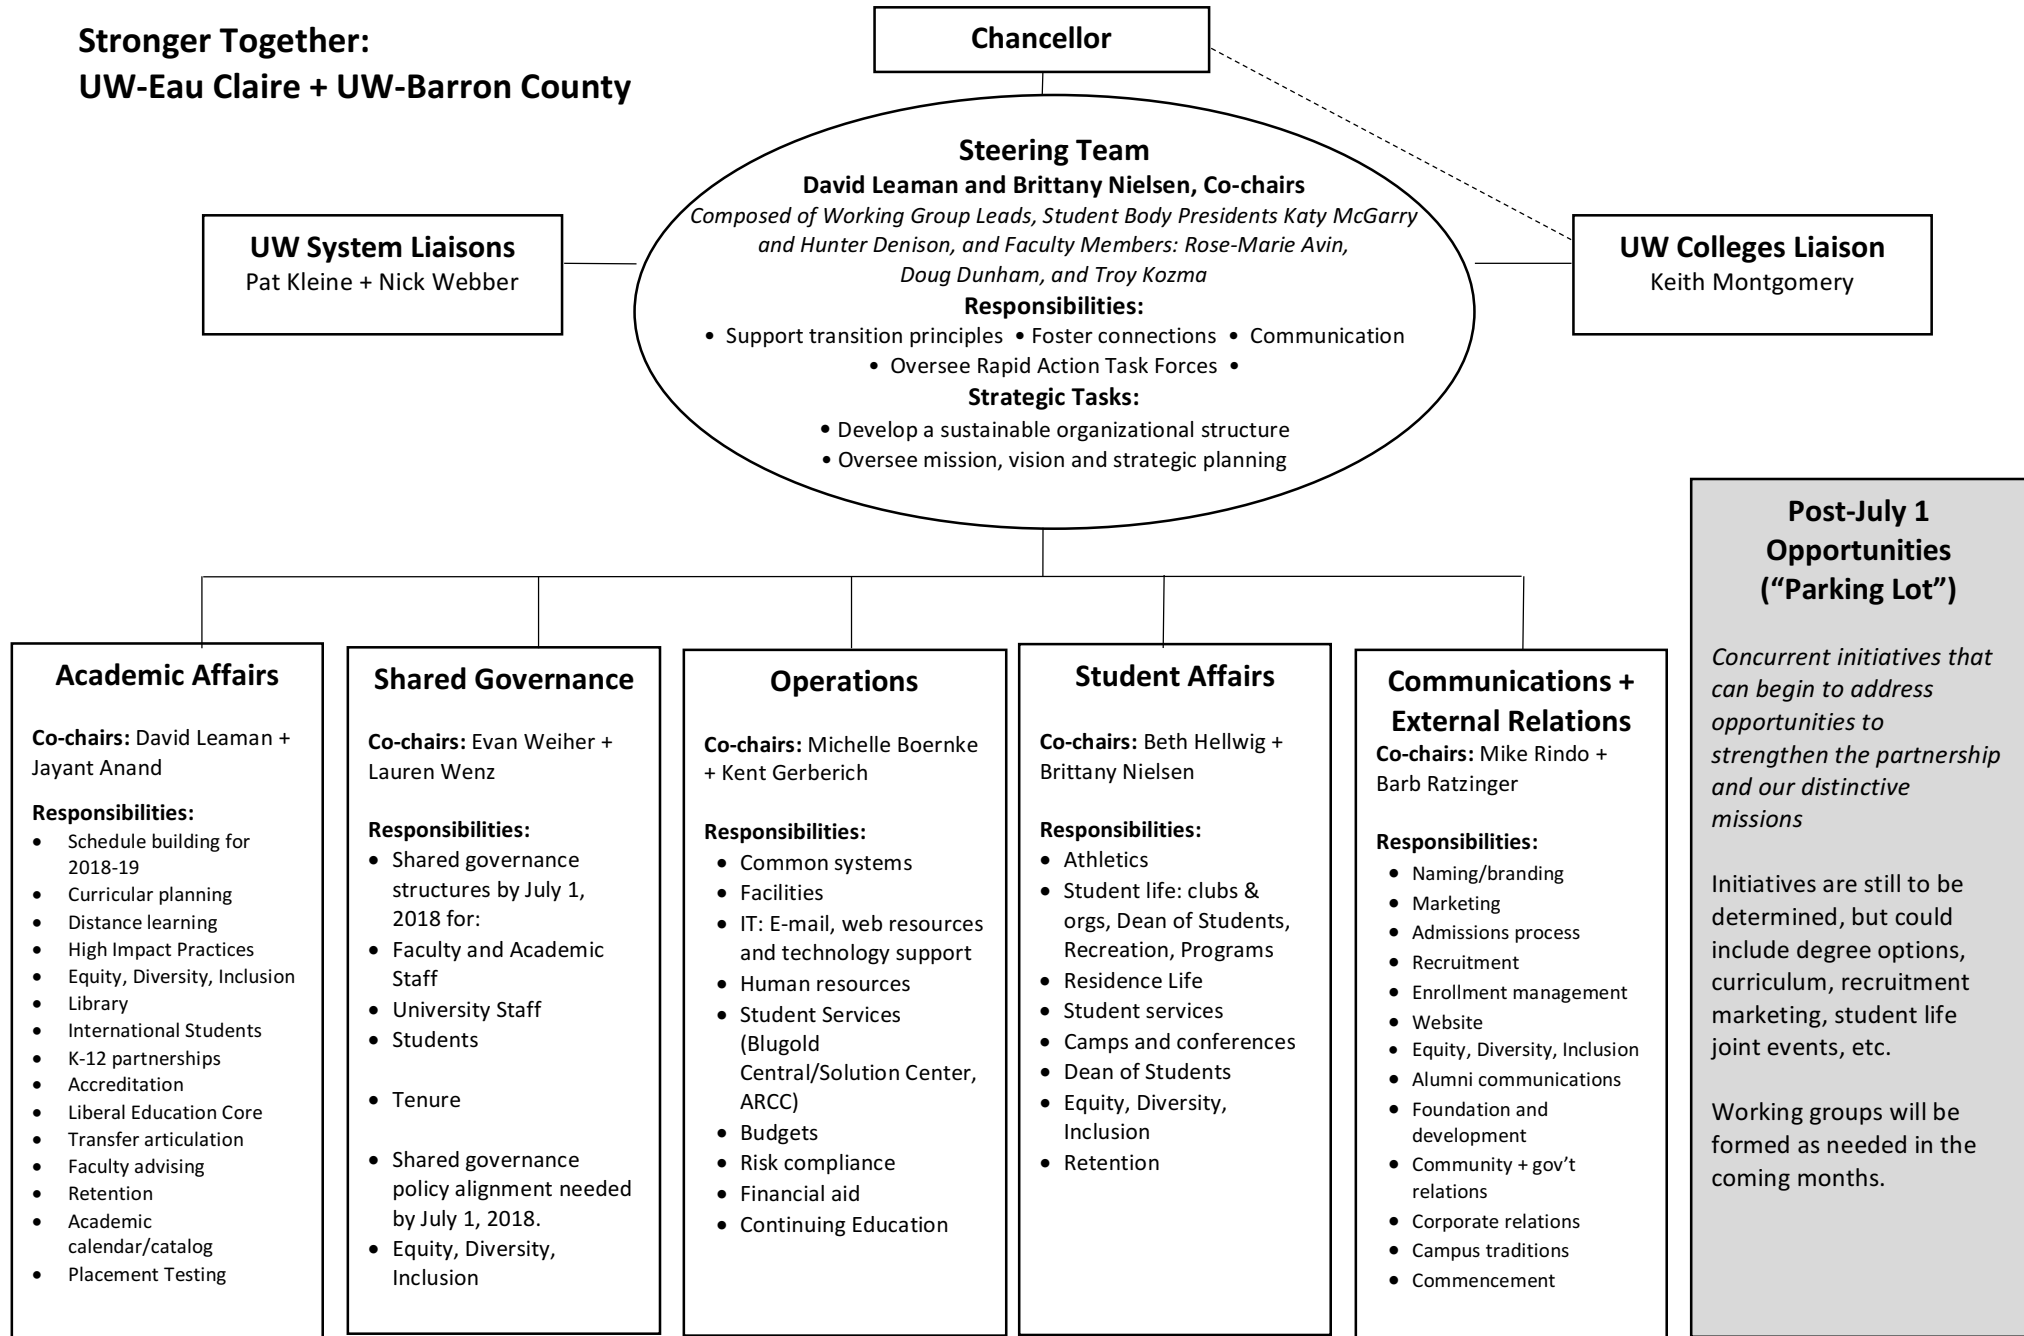 Stronger Together:
UW-Eau Claire + UW-Barron County
Chancellor
Steering Team
David Leaman and Brittany Nielsen, Co-chairs
Composed of Working Group Leads, Student Body Presidents Katy McGarry
and Hunter Denison, and Faculty Members: Rose-Marie Avin,
Doug Dunham, and Troy Kozma
Responsibilities:
• Support transition principles • Foster connections • Communication
• Oversee Rapid Action Task Forces •
Strategic Tasks:
• Develop a sustainable organizational structure
• Oversee mission, vision and strategic planning
UW System Liaisons
Pat Kleine + Nick Webber
UW Colleges Liaison
Keith Montgomery
Academic Affairs
Co-chairs: David Leaman +
Jayant Anand
Responsibilities:
• Schedule building for
2018-19
• Curricular planning
• Distance learning
• High Impact Practices
• Equity, Diversity, Inclusion
• Library
• International Students
• K-12 partnerships
• Accreditation
• Liberal Education Core
• Transfer articulation
• Faculty advising
• Retention
• Academic
calendar/catalog
• Placement Testing
Shared Governance
Co-chairs: Evan Weiher +
Lauren Wenz
Responsibilities:
• Shared governance
structures by July 1,
2018 for:
• Faculty and Academic
Staff
• University Staff
• Students
• Tenure
• Shared governance
policy alignment needed
by July 1, 2018.
• Equity, Diversity,
Inclusion
Operations
Co-chairs: Michelle Boernke
+ Kent Gerberich
Responsibilities:
• Common systems
• Facilities
• IT: E-mail, web resources
and technology support
• Human resources
• Student Services
(Blugold
Central/Solution Center,
ARCC)
• Budgets
• Risk compliance
• Financial aid
• Continuing Education
Student Affairs
Co-chairs: Beth Hellwig +
Brittany Nielsen
Responsibilities:
• Athletics
• Student life: clubs &
orgs, Dean of Students,
Recreation, Programs
• Residence Life
• Student services
• Camps and conferences
• Dean of Students
• Equity, Diversity,
Inclusion
• Retention
Communications +
External Relations
Co-chairs: Mike Rindo +
Barb Ratzinger
Responsibilities:
• Naming/branding
• Marketing
• Admissions process
• Recruitment
• Enrollment management
• Website
• Equity, Diversity, Inclusion
• Alumni communications
• Foundation and
development
• Community + gov’t
relations
• Corporate relations
• Campus traditions
• Commencement
Post-July 1
Opportunities
(“Parking Lot”)
Concurrent initiatives that
can begin to address
opportunities to
strengthen the partnership
and our distinctive
missions
Initiatives are still to be
determined, but could
include degree options,
curriculum, recruitment
marketing, student life
joint events, etc.
Working groups will be
formed as needed in the
coming months.